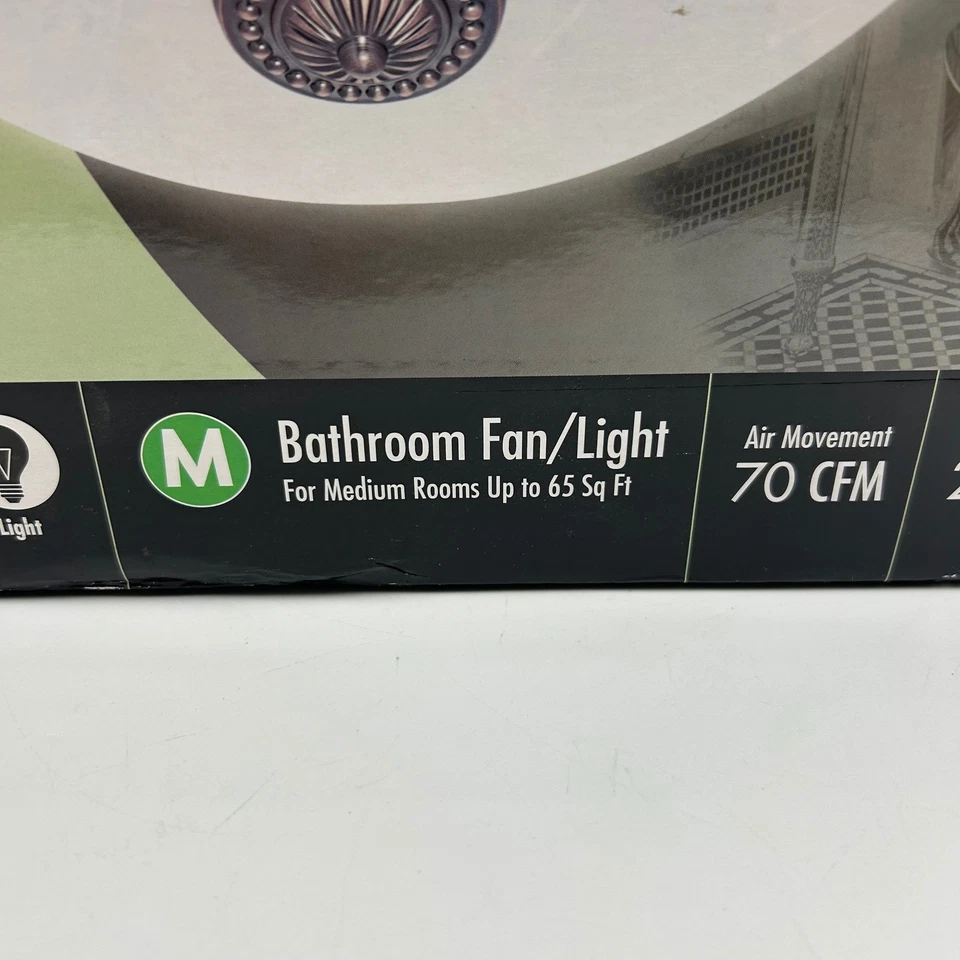 Light
M
Bathroom Fan/Light
For Medium Rooms Up to 65 Sq Ft
Air Movement
70 CFM